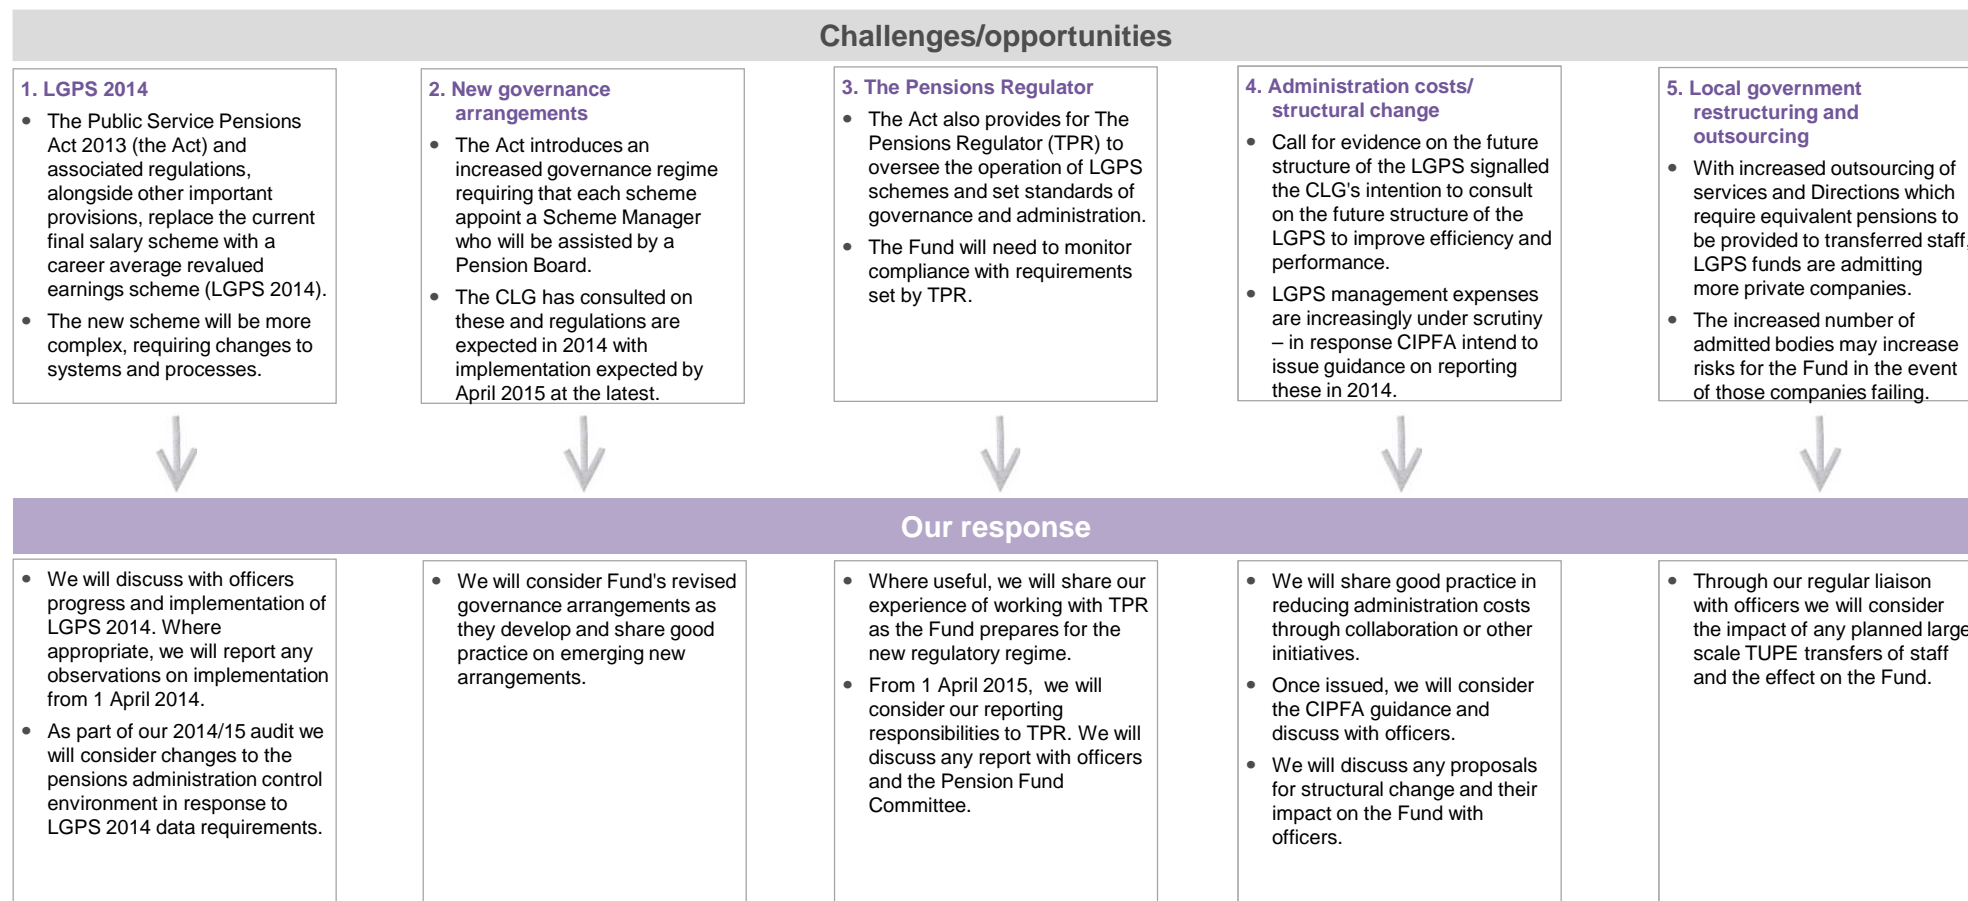 Challenges/opportunities
1. LGPS 2014
• The Public Service Pensions
Act 2013 (the Act) and
associated regulations,
alongside other important
provisions, replace the current
final salary scheme with a
career average revalued
earnings scheme (LGPS 2014).
• The new scheme will be more
complex, requiring changes to
systems and processes.
2. New governance
arrangements
• The Act introduces an
increased governance regime
requiring that each scheme
appoint a Scheme Manager
who will be assisted by a
Pension Board.
• The CLG has consulted on
these and regulations are
expected in 2014 with
implementation expected by
April 2015 at the latest.
3. The Pensions Regulator
• The Act also provides for The
Pensions Regulator (TPR) to
oversee the operation of LGPS
schemes and set standards of
governance and administration.
• The Fund will need to monitor
compliance with requirements
set by TPR.
4. Administration costs/
structural change
• Call for evidence on the future
structure of the LGPS signalled
the CLG's intention to consult
on the future structure of the
LGPS to improve efficiency and
performance.
• LGPS management expenses
are increasingly under scrutiny
– in response CIPFA intend to
issue guidance on reporting
these in 2014.
5. Local government
restructuring and
outsourcing
• With increased outsourcing of
services and Directions which
require equivalent pensions to
be provided to transferred staff,
LGPS funds are admitting
more private companies.
• The increased number of
admitted bodies may increase
risks for the Fund in the event
of those companies failing.
Our response
• We will discuss with officers
progress and implementation of
LGPS 2014. Where
appropriate, we will report any
observations on implementation
from 1 April 2014.
• As part of our 2014/15 audit we
will consider changes to the
pensions administration control
environment in response to
LGPS 2014 data requirements.
• We will consider Fund's revised
governance arrangements as
they develop and share good
practice on emerging new
arrangements.
• Where useful, we will share our
experience of working with TPR
as the Fund prepares for the
new regulatory regime.
• From 1 April 2015, we will
consider our reporting
responsibilities to TPR. We will
discuss any report with officers
and the Pension Fund
Committee.
• We will share good practice in
reducing administration costs
through collaboration or other
initiatives.
• Once issued, we will consider
the CIPFA guidance and
discuss with officers.
• We will discuss any proposals
for structural change and their
impact on the Fund with
officers.
• Through our regular liaison
with officers we will consider
the impact of any planned large
scale TUPE transfers of staff
and the effect on the Fund.